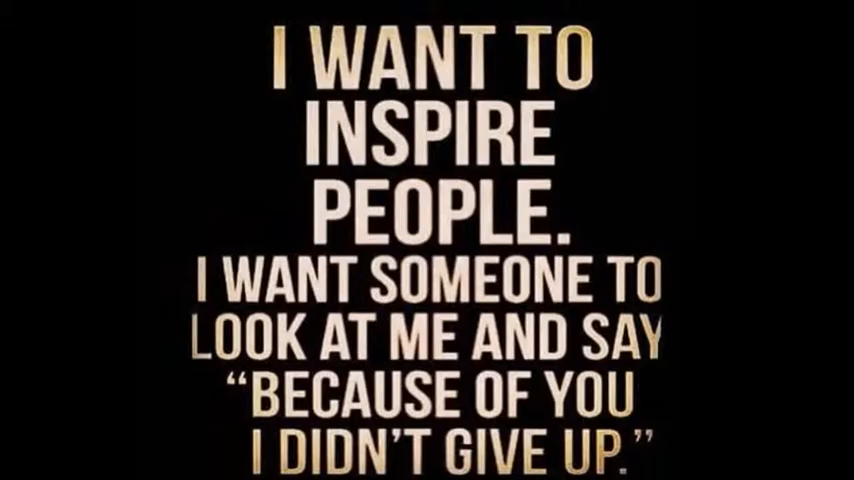 I WANT TO
INSPIRE
PEOPLE.
I WANT SOMEONE TO
LOOK AT ME AND SAY
“BECAUSE OF YOU
I DIDN’T GIVE UP.”